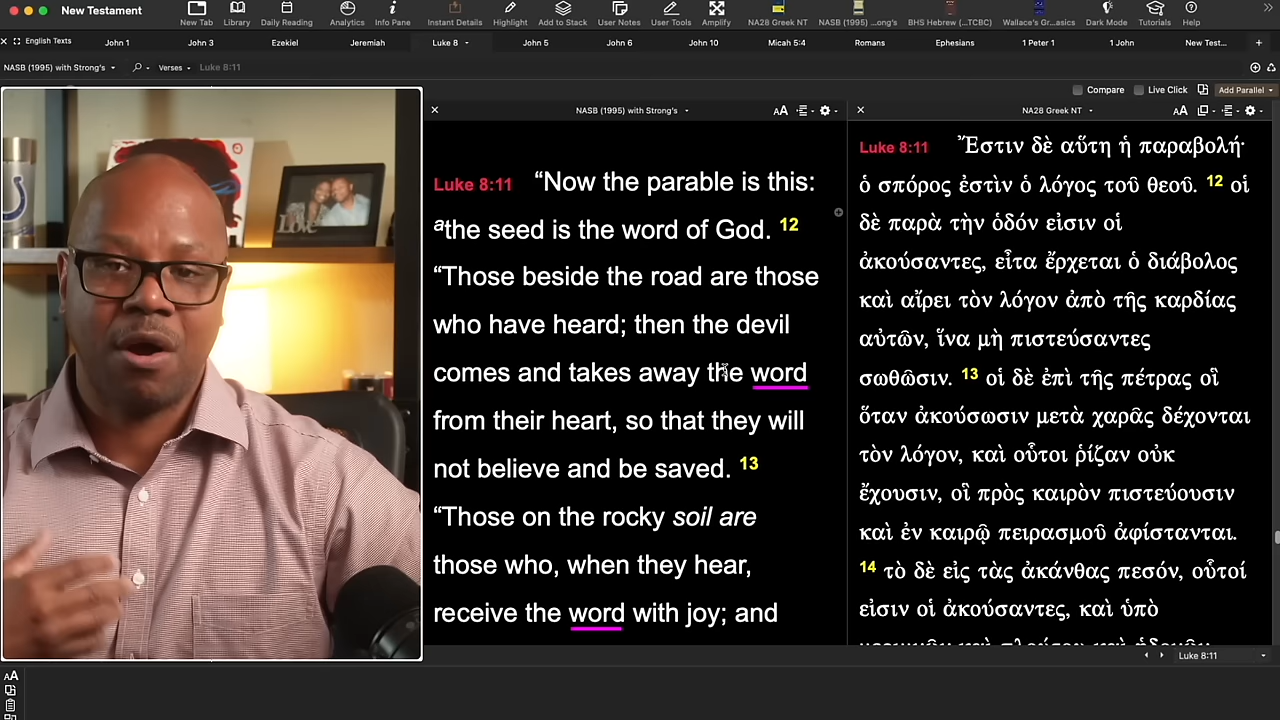 New Testament
New Tab
Library
Daily Reading
Analytics
Info Pane
Instant Details
Highlight
Add to Stack
User Notes
User Tools
Amplify
NA28 Greek NT
NASB (1995) ...ong's
BHS Hebrew (...TCBC)
Wallace's Gr...asics
Dark Mode
Tutorials
Help
English Texts
John 1
John 3
Ezekiel
Jeremiah
Luke 8
John 5
John 6
John 10
Micah 5:4
Romans
Ephesians
1 Peter 1
1 John
New Test...
NASB (1995) with Strong's
Verses
Luke 8:11
Compare
Live Click
Add Parallel
NASB (1995) with Strong's
Luke 8:11 “Now the parable is this:
athe seed is the word of God. 12
“Those beside the road are those
who have heard; then the devil
comes and takes away the word
from their heart, so that they will
not believe and be saved. 13
“Those on the rocky soil are
those who, when they hear,
receive the word with joy; and
NA28 Greek NT
Luke 8:11 Ἔστιν δὲ αὕτη ἡ παραβολή·
ὁ σπόρος ἐστὶν ὁ λόγος τοῦ θεοῦ. 12 οἱ
δὲ παρὰ τὴν ὁδόν εἰσιν οἱ
ἀκούσαντες, εἶτα ἔρχεται ὁ διάβολος
καὶ αἴρει τὸν λόγον ἀπὸ τῆς καρδίας
αὐτῶν, ἵνα μὴ πιστεύσαντες
σωθῶσιν. 13 οἱ δὲ ἐπὶ τῆς πέτρας οἳ
ὅταν ἀκούσωσιν μετὰ χαρᾶς δέχονται
τὸν λόγον, καὶ οὗτοι ῥίζαν οὐκ
ἔχουσιν, οἳ πρὸς καιρὸν πιστεύουσιν
καὶ ἐν καιρῷ πειρασμοῦ ἀφίστανται.
14 τὸ δὲ εἰς τὰς ἀκάνθας πεσόν, οὗτοί
εἰσιν οἱ ἀκούσαντες, καὶ ὑπὸ
Luke 8:11
Love